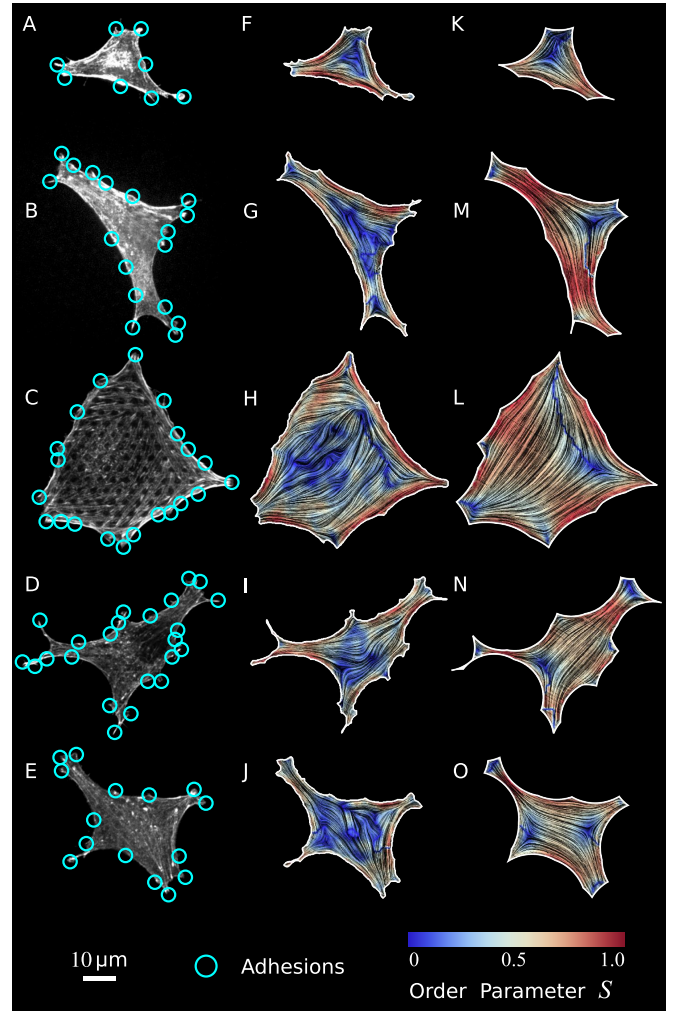 A F K
B G M
C H L
D I N
E J O
10 µm Adhesions
0 0.5 1.0
Order Parameter S